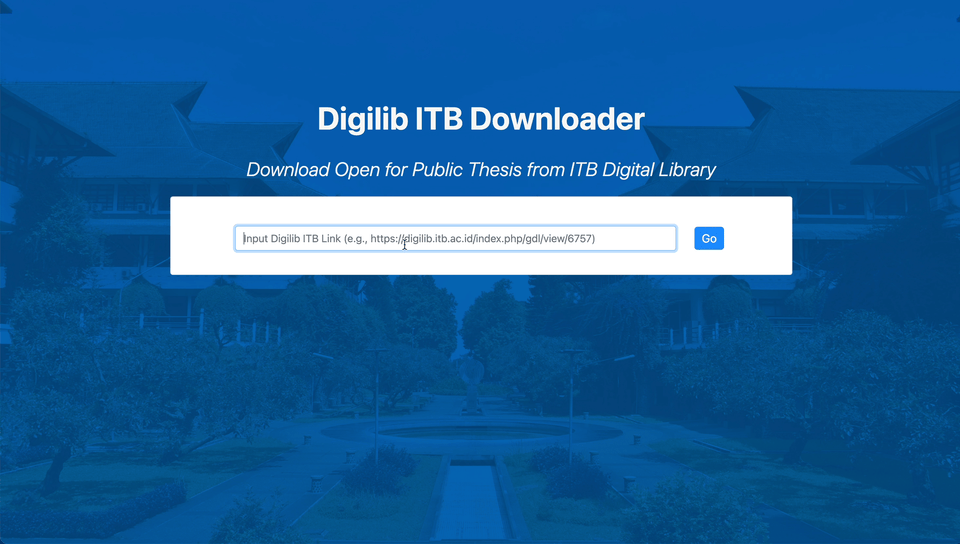 Digilib ITB Downloader
Download Open for Public Thesis from ITB Digital Library
Input Digilib ITB Link (e.g., https://digilib.itb.ac.id/index.php/gdl/view/6757)
Go